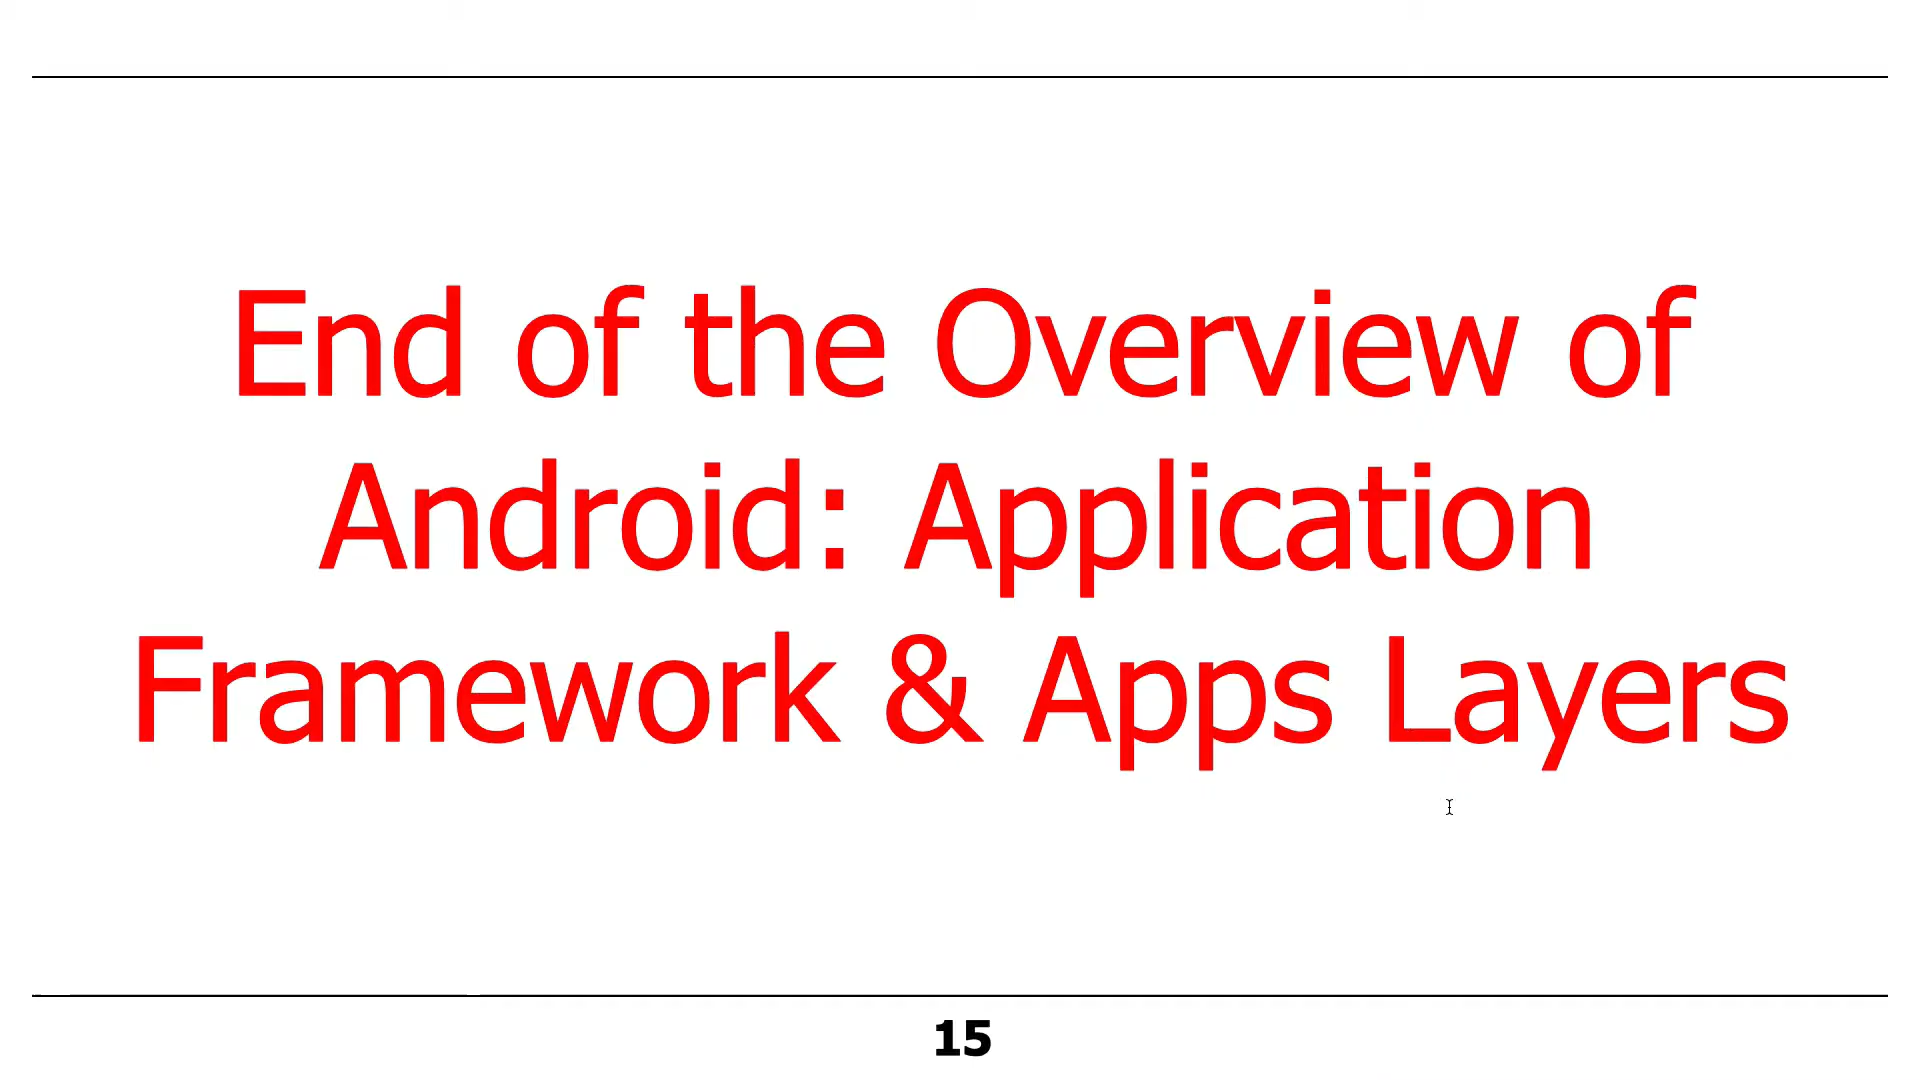 End of the Overview of
Android: Application
Framework & Apps Layers
15